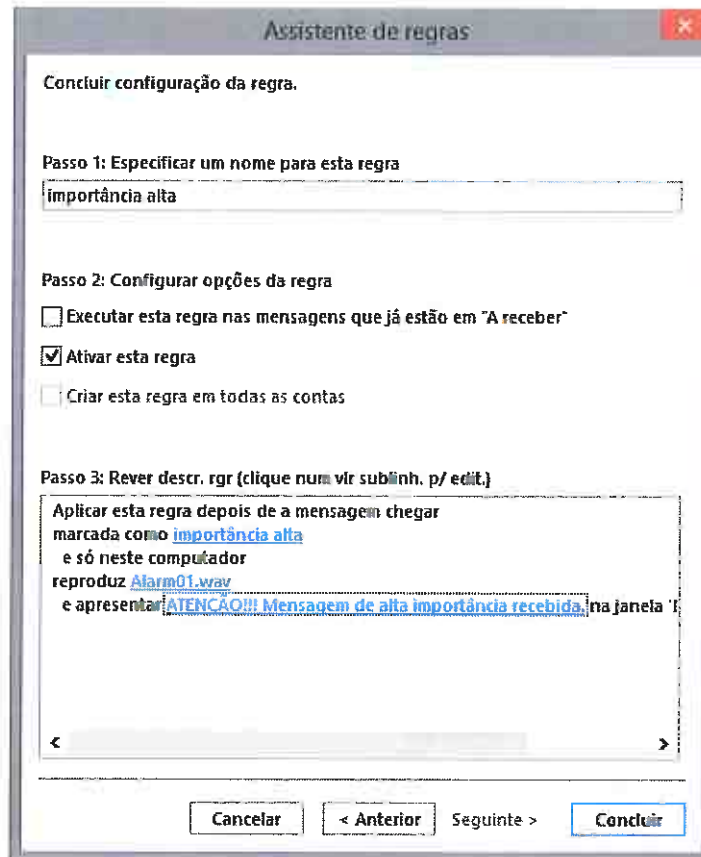 Assistente de regras
Concluir configuração da regra.
Passo 1: Especificar um nome para esta regra
importância alta
Passo 2: Configurar opções da regra
Executar esta regra nas mensagens que já estão em "A receber"
Ativar esta regra
Criar esta regra em todas as contas
Passo 3: Rever descr. rgr (clique num vlr sublinh. p/ edit.)
Aplicar esta regra depois de a mensagem chegar
marcada como importância alta
e só neste computador
reproduz Alarm01.wav
e apresentar ATENÇÃO!!! Mensagem de alta importância recebida. na janela
Cancelar < Anterior Seguinte > Concluir